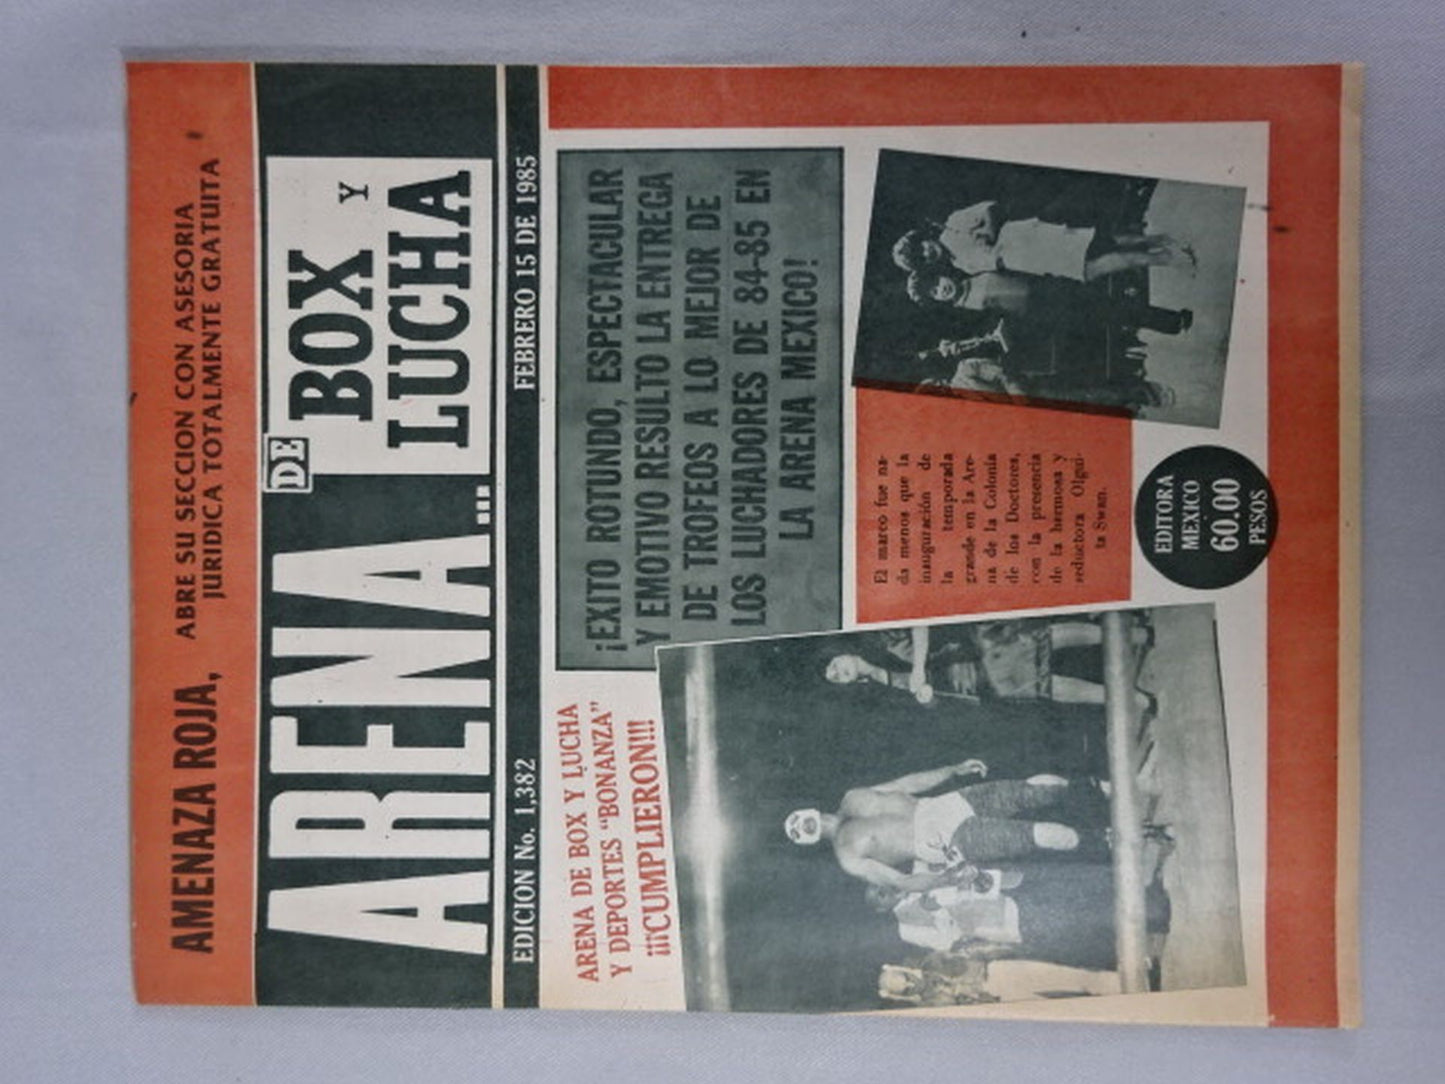 AMENAZA ROJA,
ABRE SU SECCION CON ASESORIA
JURIDICA TOTALMENTE GRATUITA
ARENA...
DE
BOX Y
LUCHA
EDICION No. 1,382
FEBRERO 15 DE 1985
ARENA DE BOX Y LUCHA
Y DEPORTES “BONANZA”
¡¡¡CUMPLIERON!!!
¡EXITO ROTUNDO, ESPECTACULAR
Y EMOTIVO RESULTO LA ENTREGA
DE TROFEOS A LO MEJOR DE
LOS LUCHADORES DE 84-85 EN
LA ARENA MEXICO!
El marco fue na-
da menos que la
inauguración de
la temporada
grande en la Are-
na de la Colonia
de los Doctores,
con la presencia
de la hermosa y
seductora Olgui-
ta Swan.
EDITORA
MEXICO
60.00
PESOS